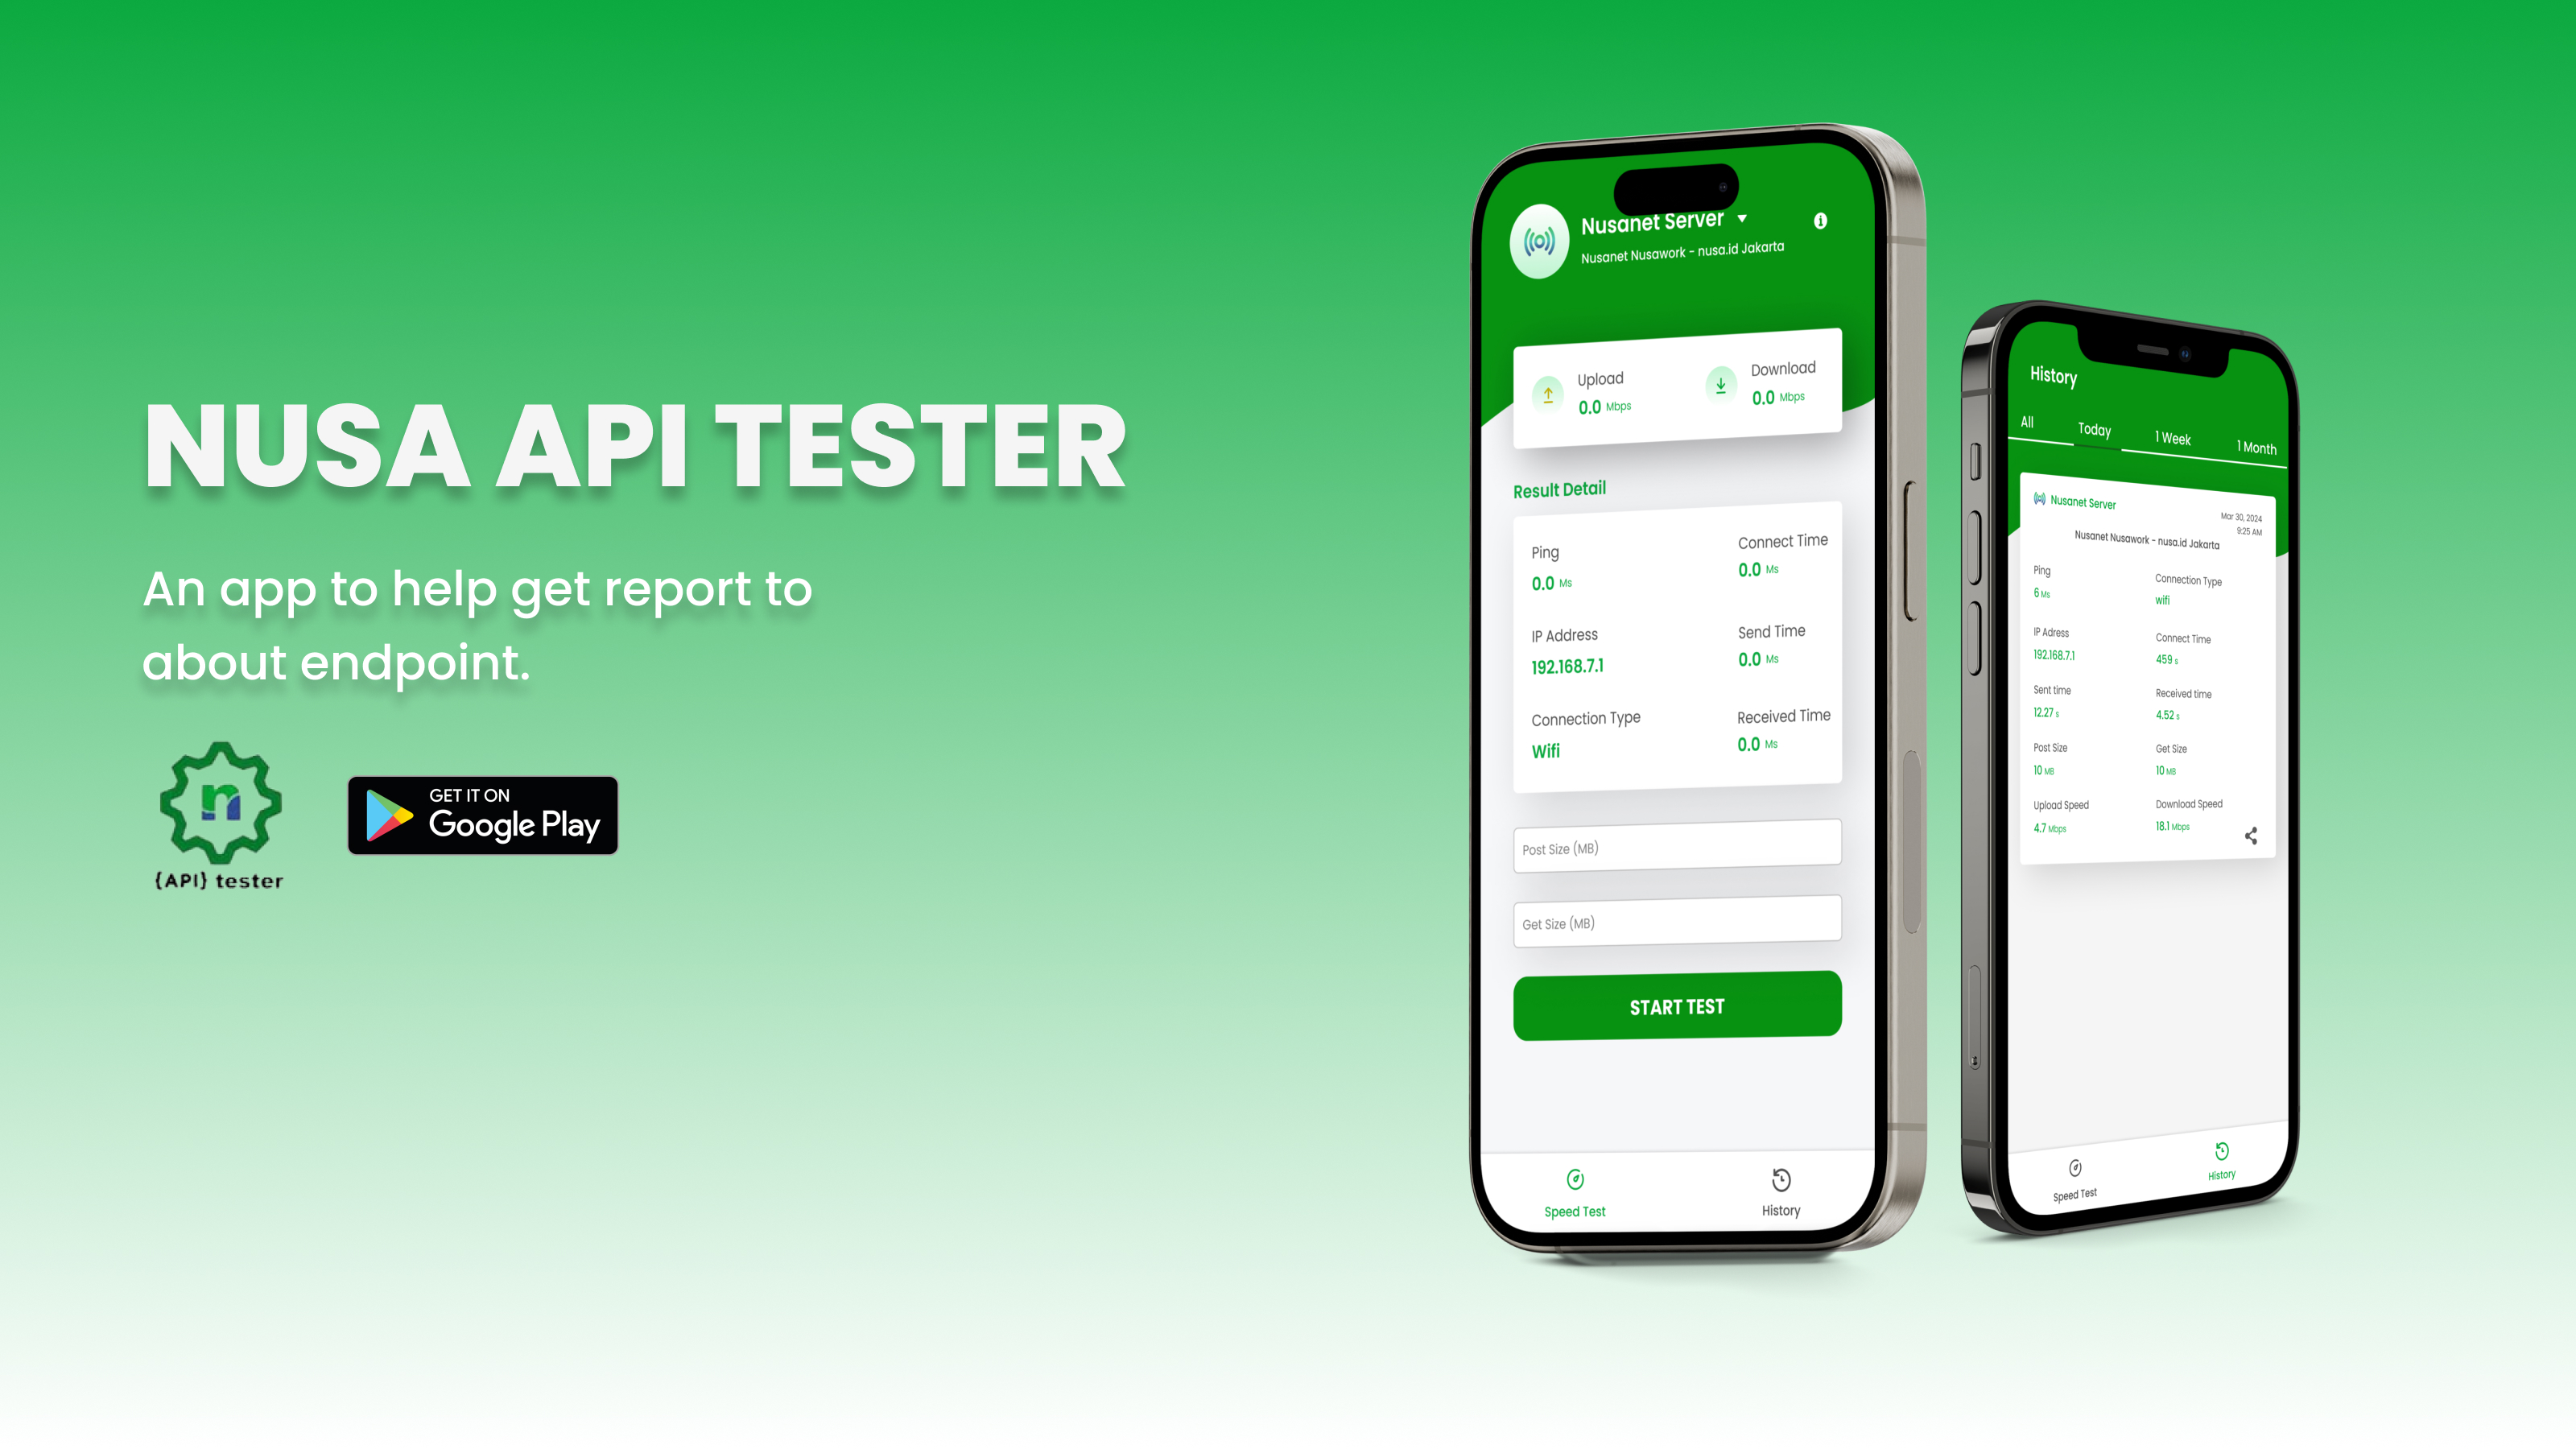 NUSA API TESTER
An app to help get report to
about endpoint.
n
{API} tester
GET IT ON
Google Play
Nusanet Server
Nusanet Nusawork - nusa.id Jakarta
Upload
0.0 Mbps
Download
0.0 Mbps
Result Detail
Ping
0.0 Ms
Connect Time
0.0 Ms
IP Address
192.168.7.1
Send Time
0.0 Ms
Connection Type
Wifi
Received Time
0.0 Ms
Post Size (MB)
Get Size (MB)
START TEST
Speed Test
History
History
All Today 1 Week 1 Month
Nusanet Server
Mar 30, 2024
9:25 AM
Nusanet Nusawork - nusa.id Jakarta
Ping
6 Ms
Connection Type
wifi
IP Adress
192.168.7.1
Connect Time
459 s
Sent time
12.27 s
Received time
4.52 s
Post Size
10 MB
Get Size
10 MB
Upload Speed
4.7 Mbps
Download Speed
18.1 Mbps
Speed Test
History